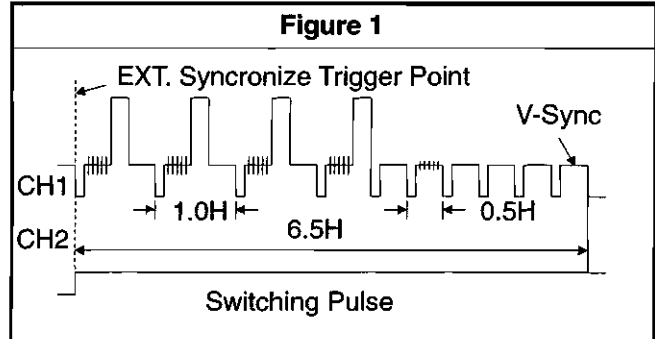 Figure 1
EXT. Syncronize Trigger Point
V-Sync
CH1
1.0H
0.5H
6.5H
CH2
Switching Pulse